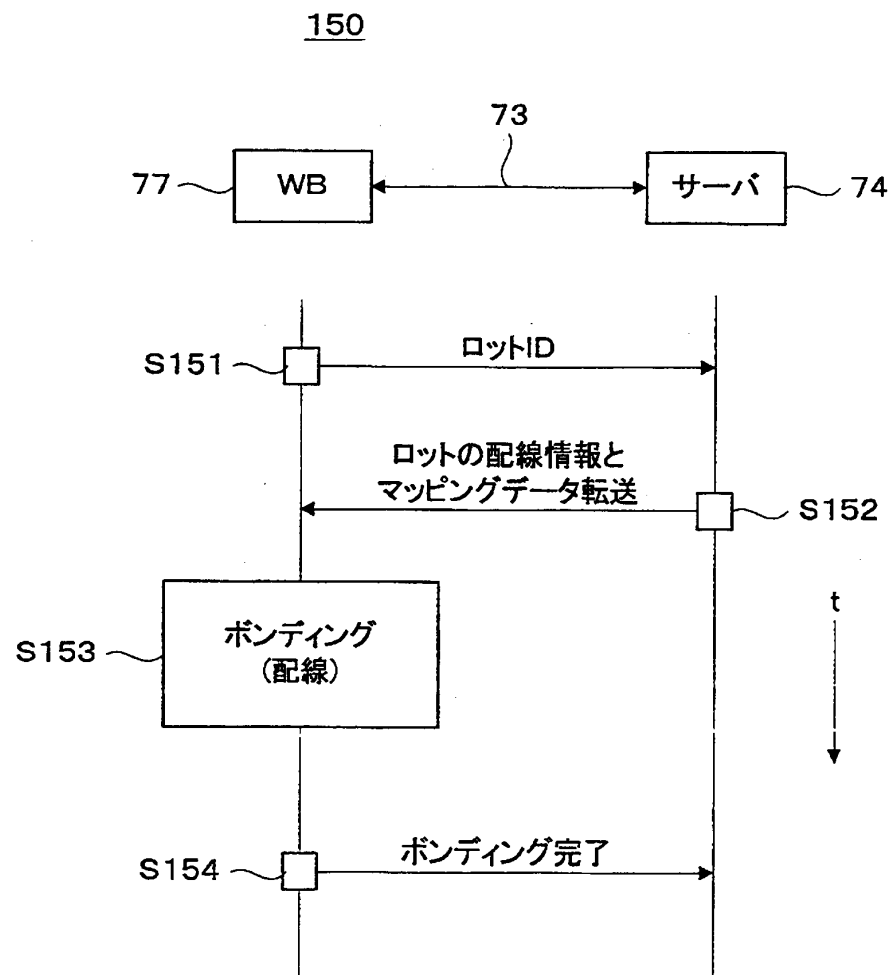 150
73
77
WB
サーバ
74
S151
ロットID
ロットの配線情報と
マッピングデータ転送
S152
t
S153
ボンディング
(配線)
S154
ボンディング完了